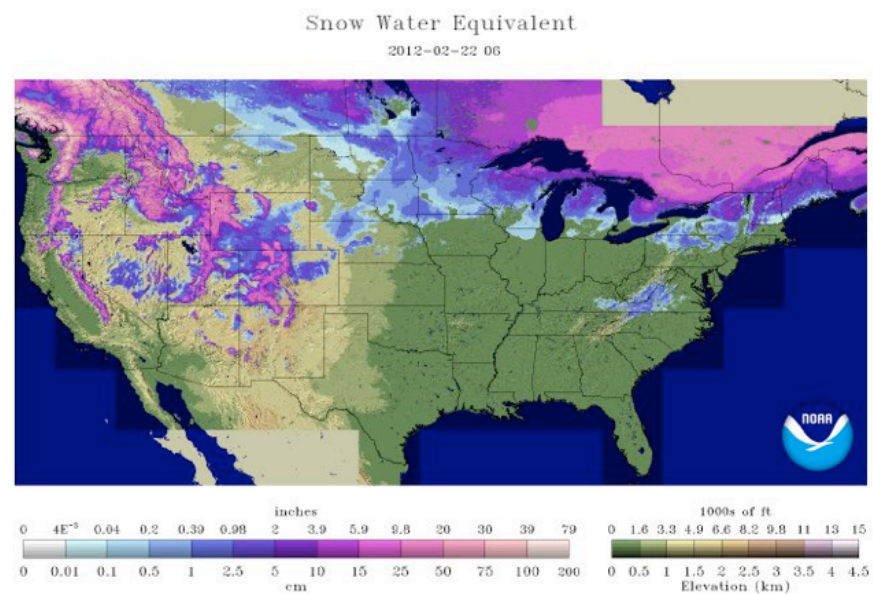 Snow Water Equivalent
2012-02-22 06
NOAA
inches
0 4E⁻³ 0.04 0.2 0.39 0.98 2 3.9 5.9 9.8 20 30 39 79
0 0.01 0.1 0.5 1 2.5 5 10 15 25 50 75 100 200
cm
1000s of ft
0 1.6 3.3 4.9 6.6 8.2 9.8 11 13 15
0 0.5 1 1.5 2 2.5 3 3.5 4 4.5
Elevation (km)